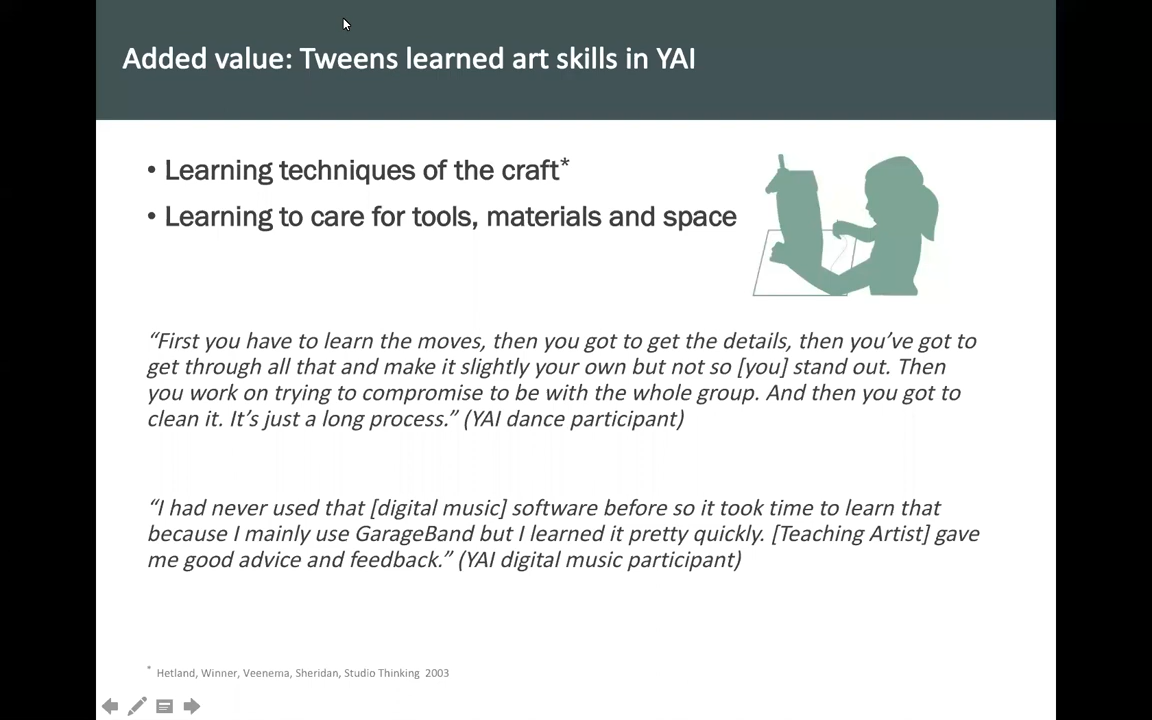 Added value: Tweens learned art skills in YAI
• Learning techniques of the craft*
• Learning to care for tools, materials and space
“First you have to learn the moves, then you got to get the details, then you’ve got to
get through all that and make it slightly your own but not so [you] stand out. Then
you work on trying to compromise to be with the whole group. And then you got to
clean it. It’s just a long process.” (YAI dance participant)
“I had never used that [digital music] software before so it took time to learn that
because I mainly use GarageBand but I learned it pretty quickly. [Teaching Artist] gave
me good advice and feedback.” (YAI digital music participant)
* Hetland, Winner, Veenema, Sheridan, Studio Thinking 2003